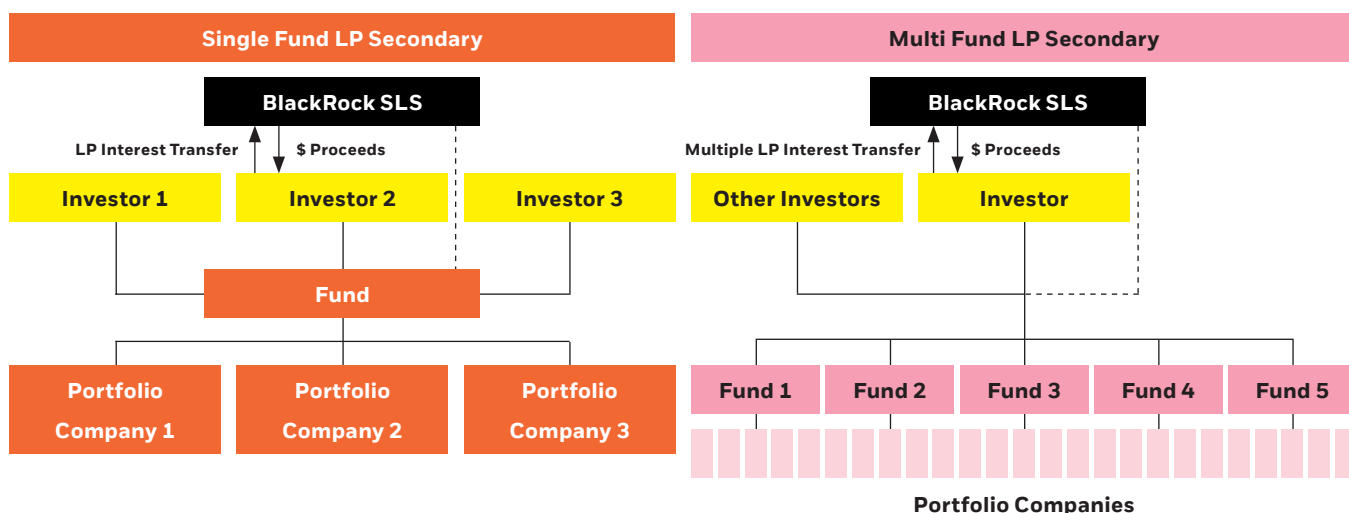 Single Fund LP Secondary
BlackRock SLS
LP Interest Transfer
$ Proceeds
Investor 1
Investor 2
Investor 3
Fund
Portfolio
Company 1
Portfolio
Company 2
Portfolio
Company 3
Multi Fund LP Secondary
BlackRock SLS
Multiple LP Interest Transfer
$ Proceeds
Other Investors
Investor
Fund 1
Fund 2
Fund 3
Fund 4
Fund 5
Portfolio Companies